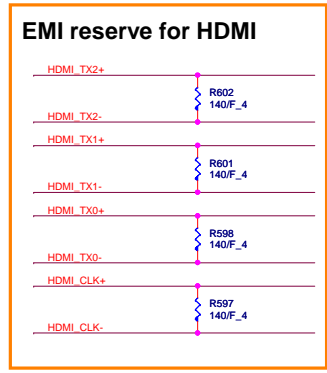 EMI reserve for HDMI
HDMI_TX2+
R602
140/F_4
HDMI_TX2-
HDMI_TX1+
R601
140/F_4
HDMI_TX1-
HDMI_TX0+
R598
140/F_4
HDMI_TX0-
HDMI_CLK+
R597
140/F_4
HDMI_CLK-